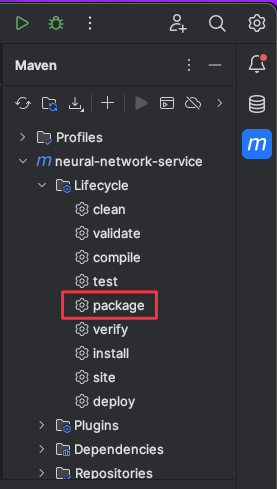 Maven
Profiles
m neural-network-service
Lifecycle
clean
validate
compile
test
package
verify
install
site
deploy
Plugins
Dependencies
Repositories
m